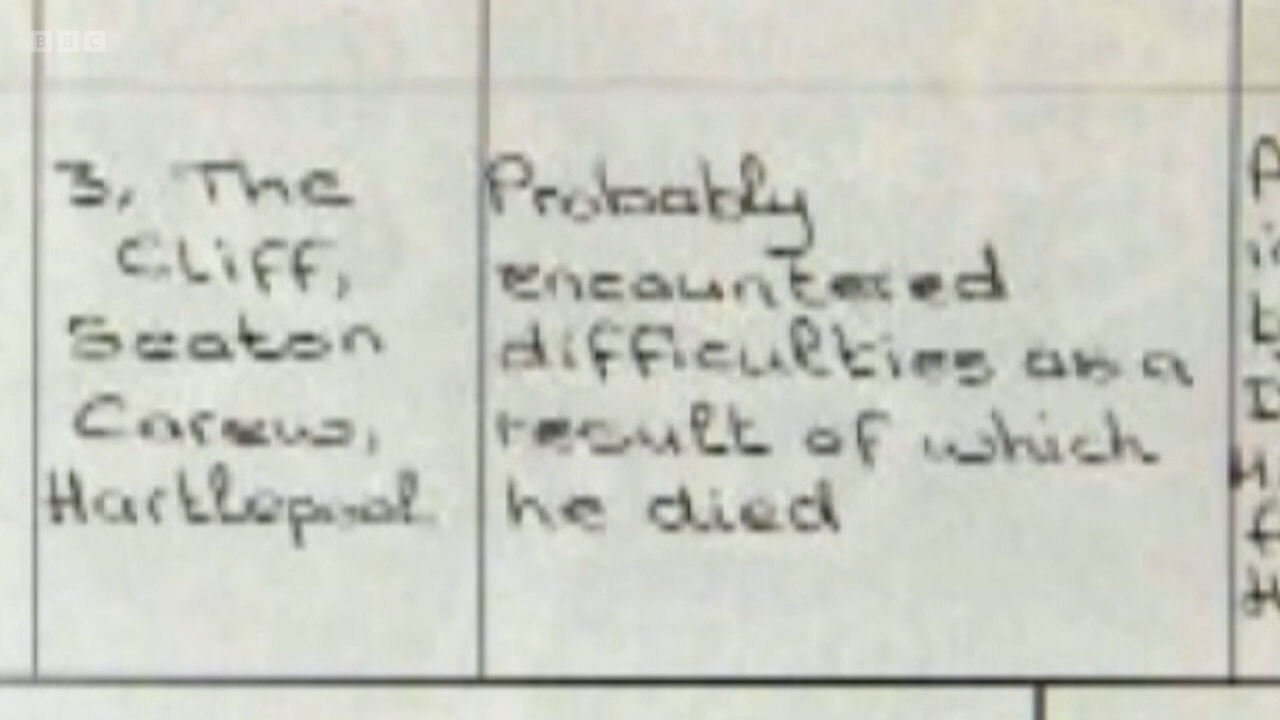 BBC
3, The
Cliff,
Seaton
Carew,
Hartlepool
Probably
encountered
difficulties as a
result of which
he died